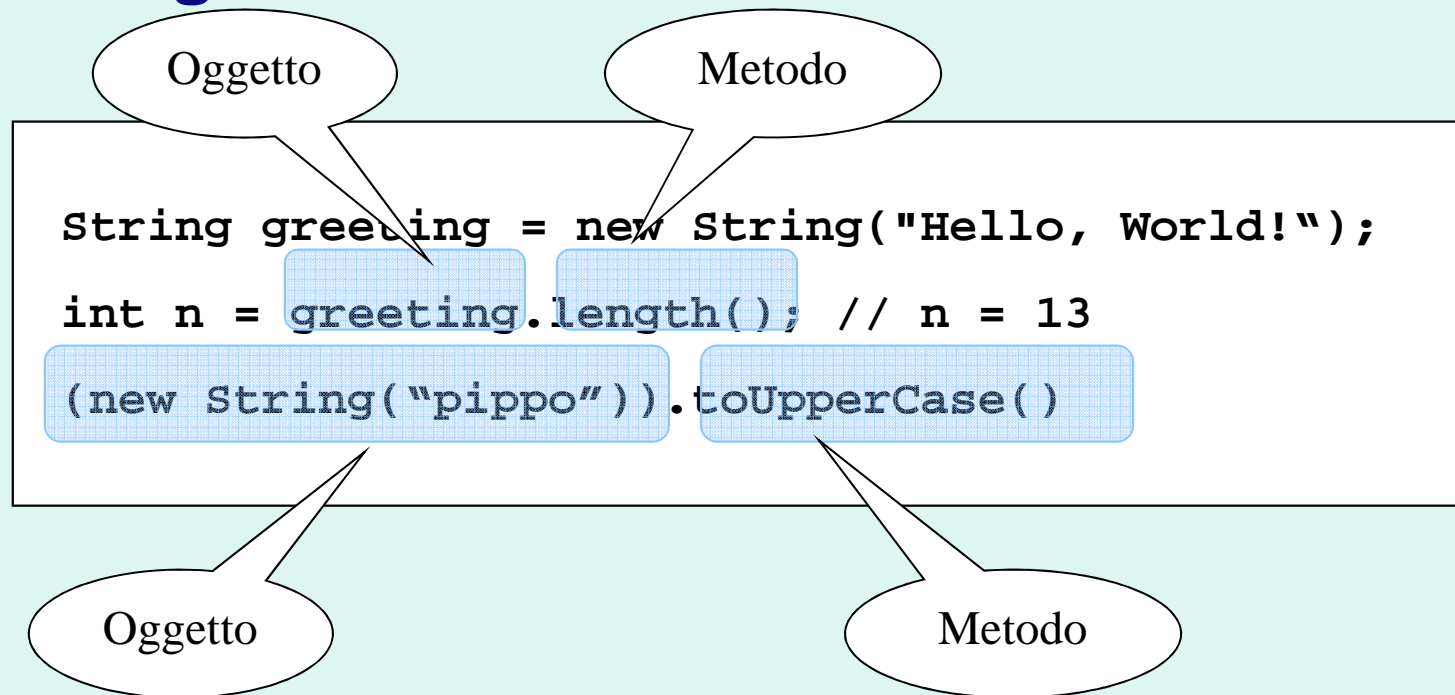 Oggetto
Metodo
String greeting = new String("Hello, World!‟);
int n = greeting.length(); // n = 13
(new String(‟pippo”)).toUpperCase()
Oggetto
Metodo